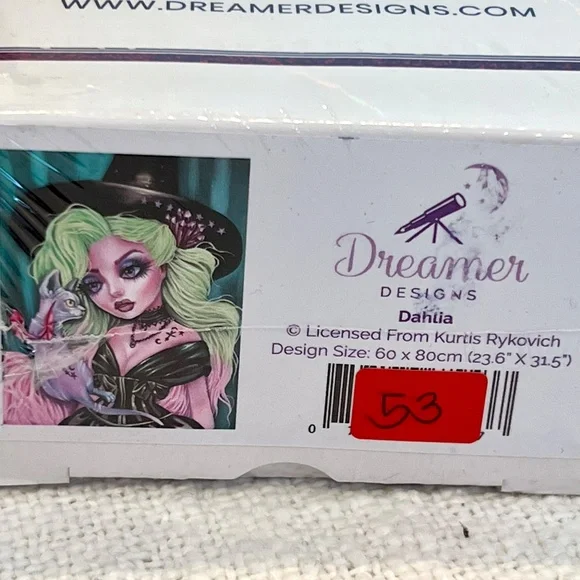 WWW.DREAMERDESIGNS.COM
Dreamer
DESIGNS
Dahlia
© Licensed From Kurtis Rykovich
Design Size: 60 x 80cm (23.6" X 31.5")
53
0